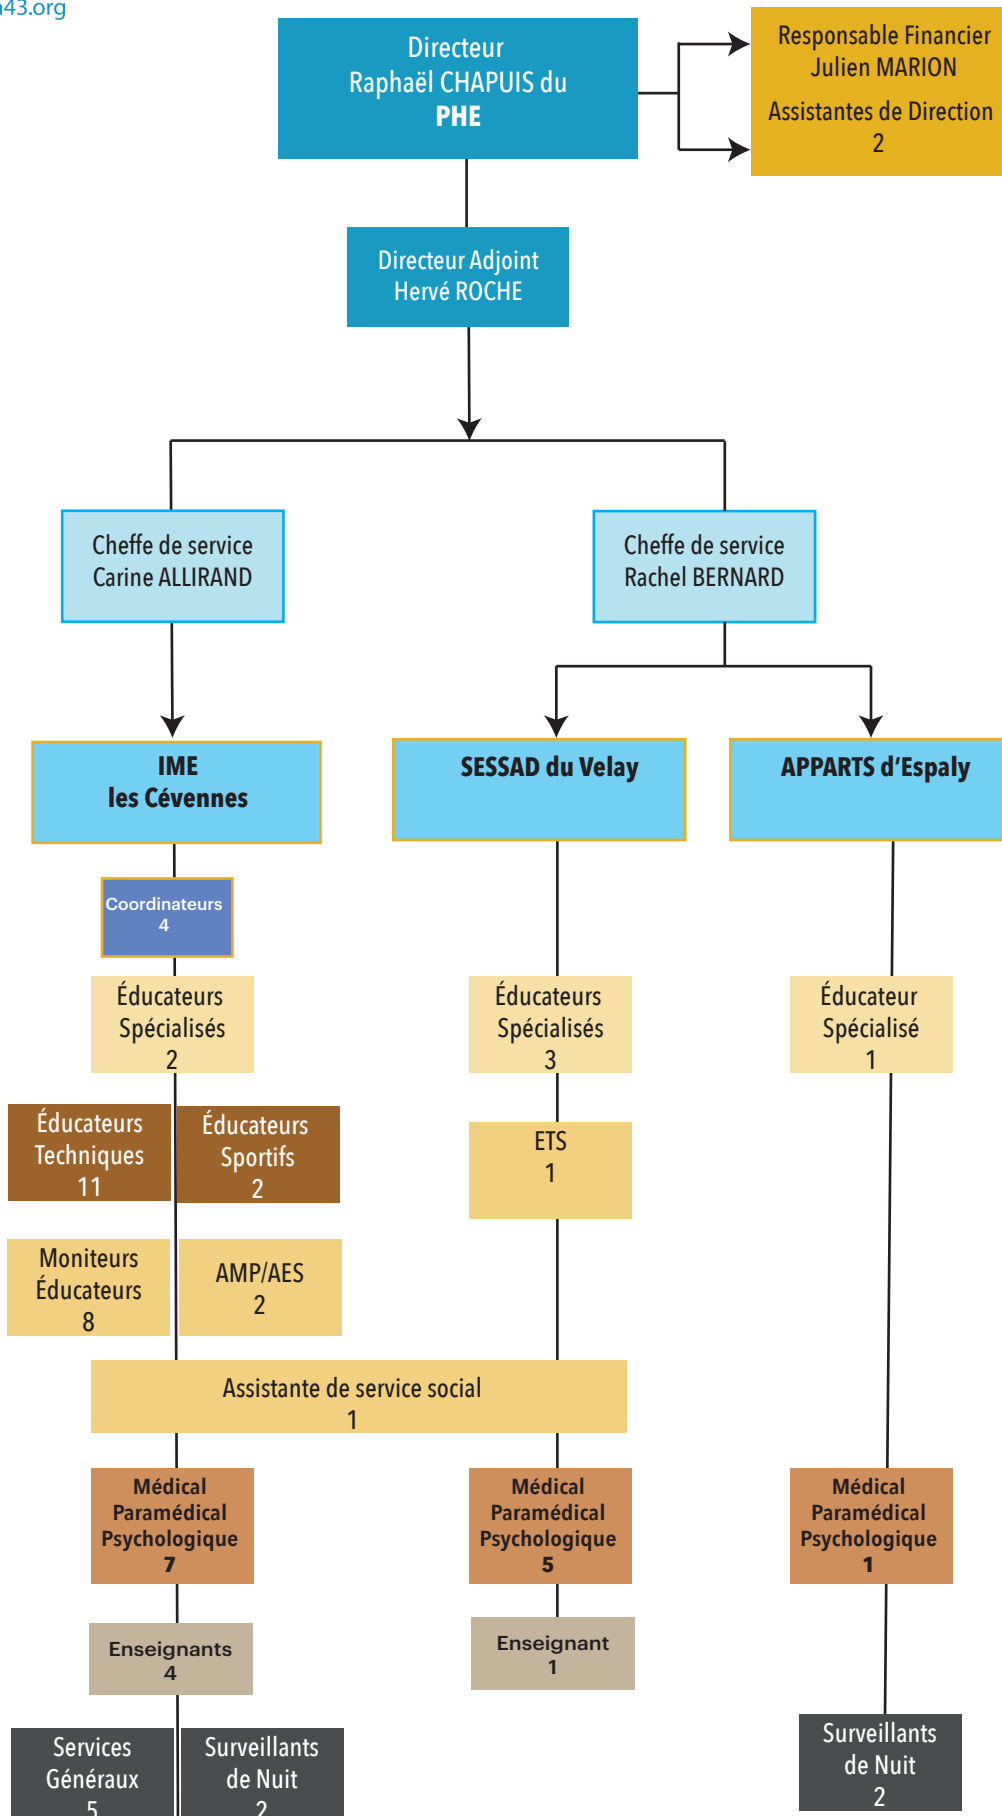 a43.org
Directeur
Raphaël CHAPUIS du
PHE
Responsable Financier
Julien MARION
Assistantes de Direction
2
Directeur Adjoint
Hervé ROCHE
Cheffe de service
Carine ALLIRAND
Cheffe de service
Rachel BERNARD
IME
les Cévennes
SESSAD du Velay
APPARTS d’Espaly
Coordinateurs
4
Éducateurs
Spécialisés
2
Éducateurs
Spécialisés
3
Éducateur
Spécialisé
1
Éducateurs
Techniques
11
Éducateurs
Sportifs
2
ETS
1
Moniteurs
Éducateurs
8
AMP/AES
2
Assistante de service social
1
Médical
Paramédical
Psychologique
7
Médical
Paramédical
Psychologique
5
Médical
Paramédical
Psychologique
1
Enseignants
4
Enseignant
1
Services
Généraux
5
Surveillants
de Nuit
2
Surveillants
de Nuit
2